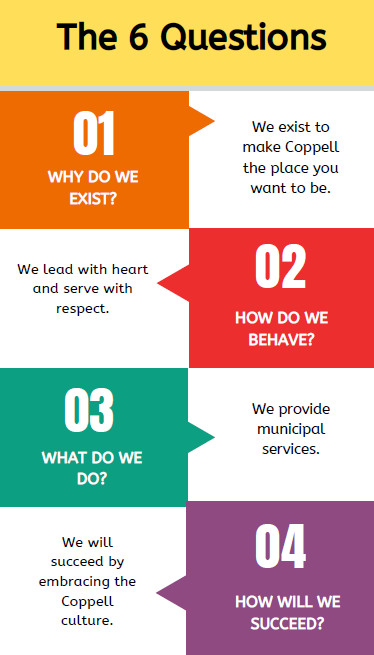 The 6 Questions
01
WHY DO WE
EXIST?
We exist to
make Coppell
the place you
want to be.
02
HOW DO WE
BEHAVE?
We lead with heart
and serve with
respect.
03
WHAT DO WE
DO?
We provide
municipal
services.
04
HOW WILL WE
SUCCEED?
We will
succeed by
embracing the
Coppell
culture.